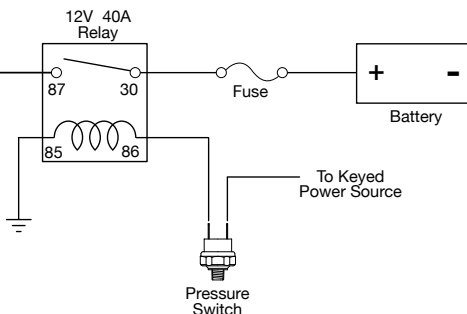 12V 40A
Relay
87
30
Fuse
+
-
Battery
85
86
To Keyed
Power Source
Pressure
Switch